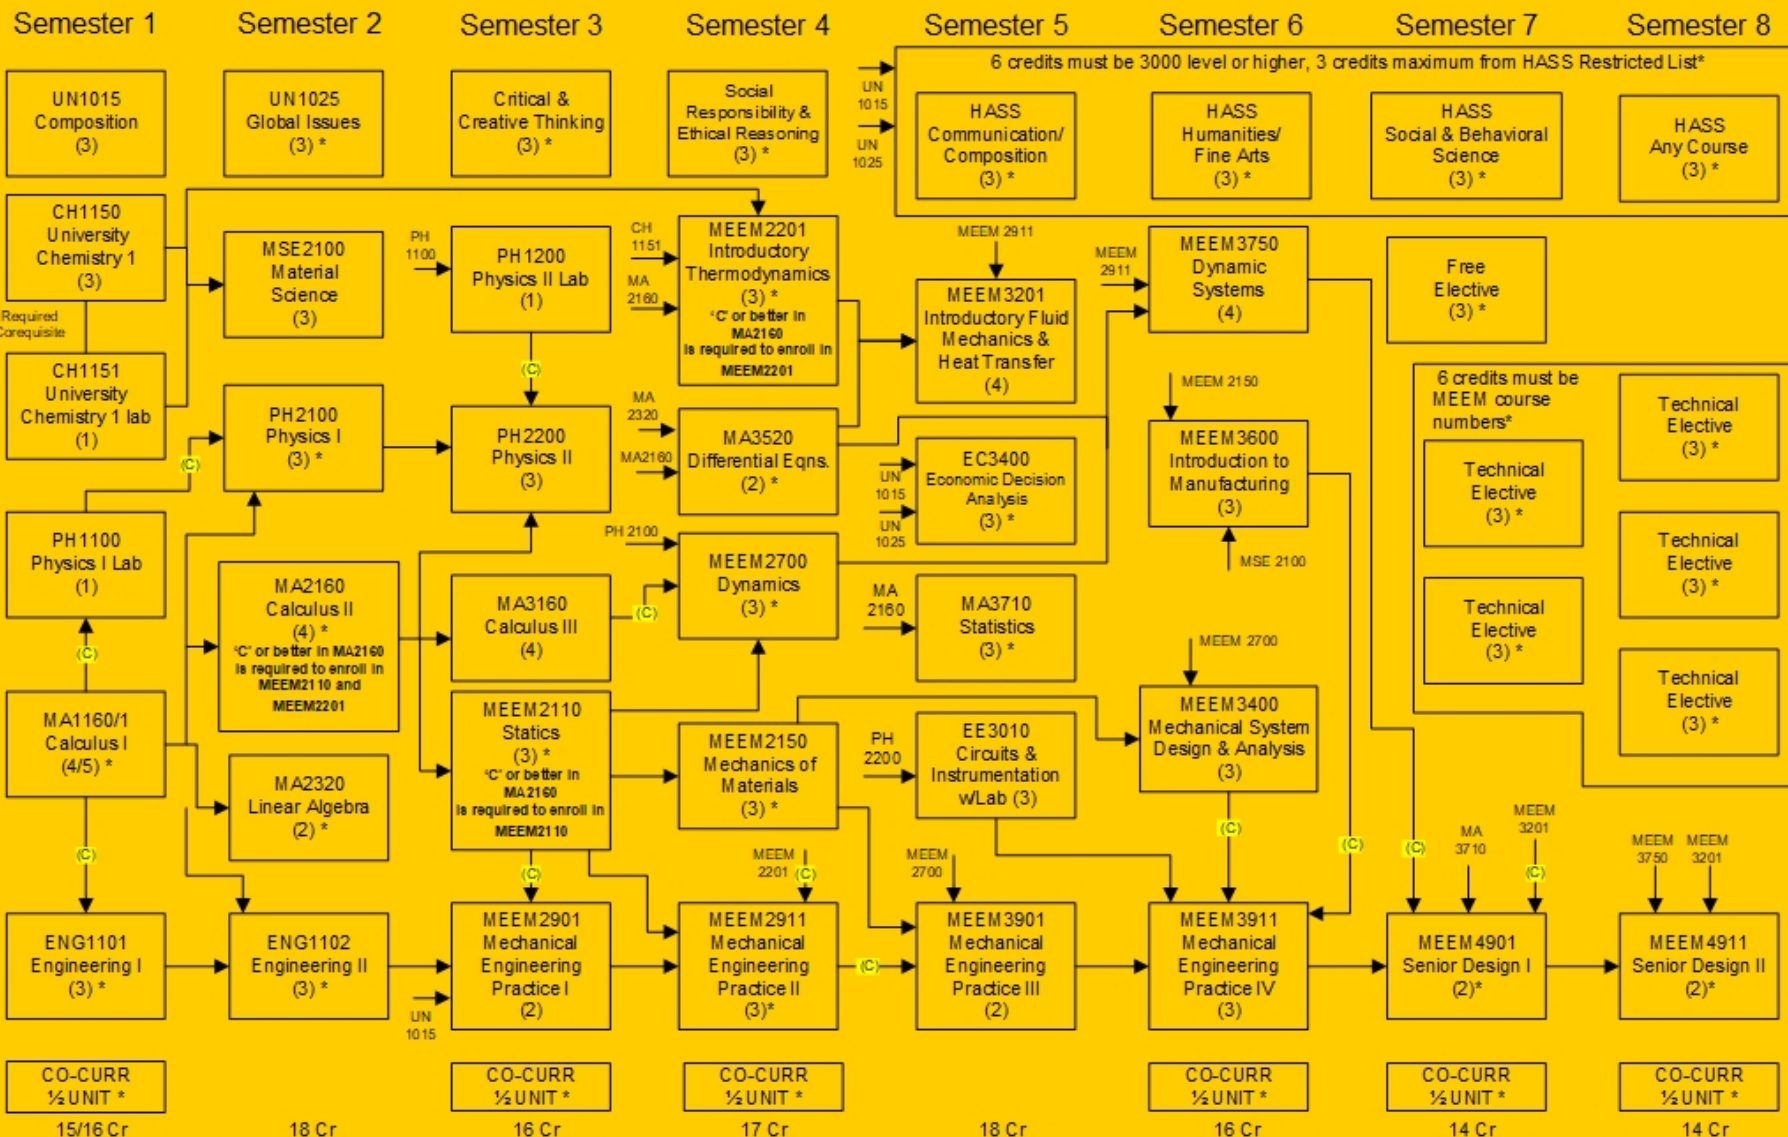 Semester 1
Semester 2
Semester 3
Semester 4
Semester 5
Semester 6
Semester 7
Semester 8
UN1015
Composition
(3)
UN1025
Global Issues
(3) *
Critical &
Creative Thinking
(3) *
Social
Responsibility &
Ethical Reasoning
(3) *
UN
1015
UN
1025
6 credits must be 3000 level or higher, 3 credits maximum from HASS Restricted List*
HASS
Communication/
Composition
(3) *
HASS
Humanities/
Fine Arts
(3) *
HASS
Social & Behavioral
Science
(3) *
HASS
Any Course
(3) *
CH1150
University
Chemistry 1
(3)
Required
Corequisite
CH1151
University
Chemistry 1 lab
(1)
MSE2100
Material
Science
(3)
PH
1100
PH1200
Physics II Lab
(1)
(C)
CH
1151
MA
2160
MEEM2201
Introductory
Thermodynamics
(3) *
'C' or better in
MA2160
is required to enroll in
MEEM2201
MEEM 2911
MEEM3201
Introductory Fluid
Mechanics &
Heat Transfer
(4)
MEEM
2911
MEEM3750
Dynamic
Systems
(4)
Free
Elective
(3) *
(C)
PH2100
Physics I
(3) *
PH2200
Physics II
(3)
MA
2320
MA2160
MA3520
Differential Eqns.
(2) *
UN
1015
UN
1025
EC3400
Economic Decision
Analysis
(3) *
MEEM 2150
MEEM3600
Introduction to
Manufacturing
(3)
MSE 2100
6 credits must be
MEEM course
numbers*
Technical
Elective
(3) *
Technical
Elective
(3) *
Technical
Elective
(3) *
Technical
Elective
(3) *
Technical
Elective
(3) *
PH1100
Physics I Lab
(1)
(C)
MA2160
Calculus II
(4) *
'C' or better in MA2160
is required to enroll in
MEEM2110 and
MEEM2201
MA3160
Calculus III
(4)
(C)
PH 2100
MEEM2700
Dynamics
(3) *
MA
2160
MA3710
Statistics
(3) *
MEEM 2700
MEEM3400
Mechanical System
Design & Analysis
(3)
MA1160/1
Calculus I
(4/5) *
(C)
MA2320
Linear Algebra
(2) *
MEEM2110
Statics
(3) *
'C' or better in
MA2160
is required to enroll in
MEEM2110
(C)
MEEM2150
Mechanics of
Materials
(3) *
PH
2200
EE3010
Circuits &
Instrumentation
w/Lab (3)
(C)
(C)
(C)
MEEM
2201
(C)
MEEM
2700
MA
3710
MEEM
3201
(C)
MEEM
3750
MEEM
3201
ENG1101
Engineering I
(3) *
ENG1102
Engineering II
(3) *
UN
1015
MEEM2901
Mechanical
Engineering
Practice I
(2)
MEEM2911
Mechanical
Engineering
Practice II
(3)*
(C)
MEEM3901
Mechanical
Engineering
Practice III
(2)
MEEM3911
Mechanical
Engineering
Practice IV
(3)
MEEM4901
Senior Design I
(2)*
MEEM4911
Senior Design II
(2)*
CO-CURR
½ UNIT *
CO-CURR
½ UNIT *
CO-CURR
½ UNIT *
CO-CURR
½ UNIT *
CO-CURR
½ UNIT *
CO-CURR
½ UNIT *
15/16 Cr
18 Cr
16 Cr
17 Cr
18 Cr
16 Cr
14 Cr
14 Cr